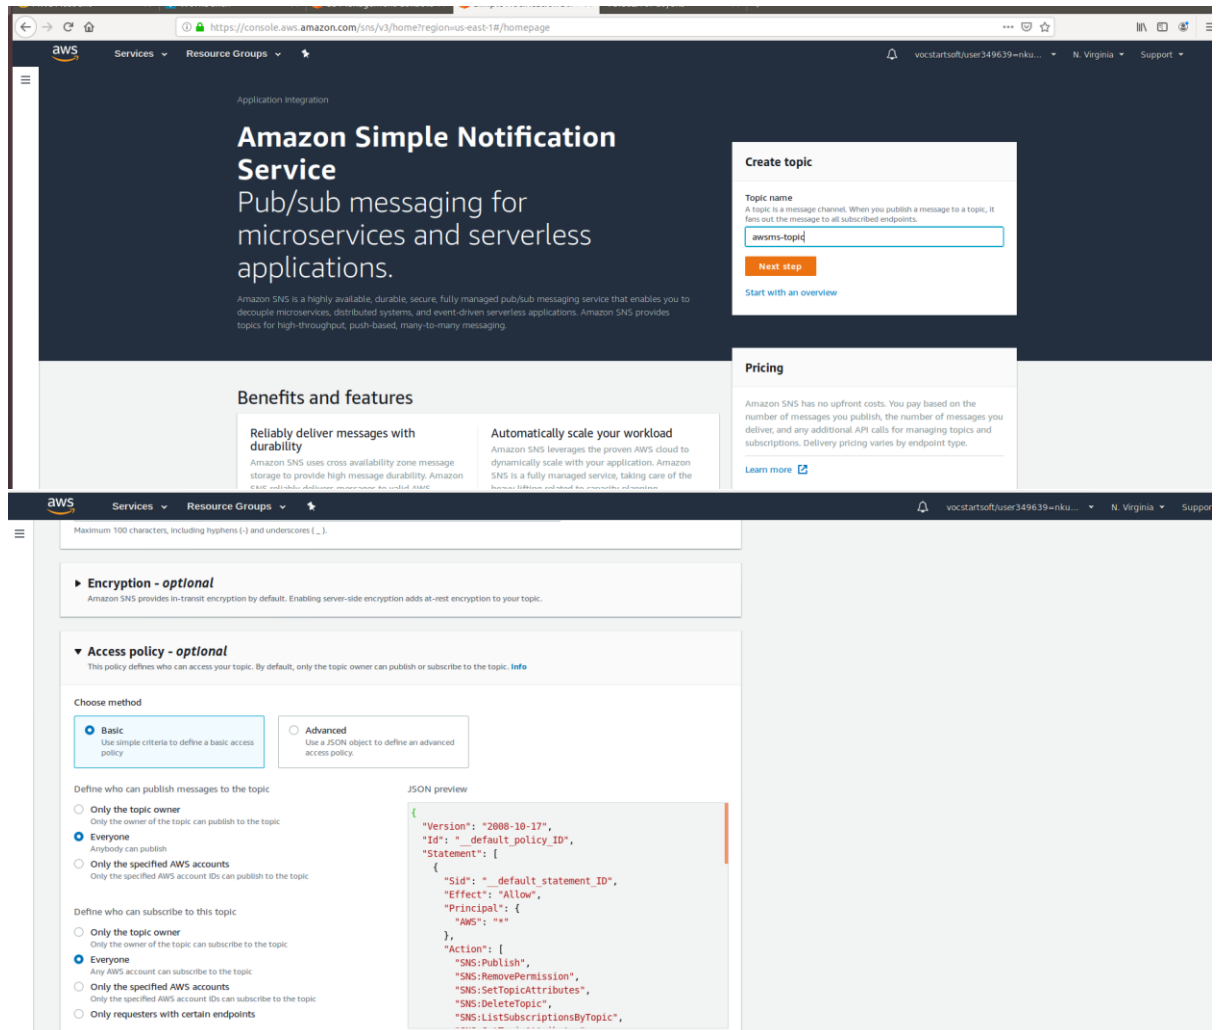 https://console.aws.amazon.com/sns/v3/home?region=us-east-1#/homepage
aws
Services
Resource Groups
vocstartsoft/user349639=nku...
N. Virginia
Support
Application Integration
Amazon Simple Notification
Service
Pub/sub messaging for
microservices and serverless
applications.
Amazon SNS is a highly available, durable, secure, fully managed pub/sub messaging service that enables you to
decouple microservices, distributed systems, and event-driven serverless applications. Amazon SNS provides
topics for high-throughput, push-based, many-to-many messaging.
Create topic
Topic name
A topic is a message channel. When you publish a message to a topic, it
fans out the message to all subscribed endpoints.
awsms-topic
Next step
Start with an overview
Pricing
Amazon SNS has no upfront costs. You pay based on the
number of messages you publish, the number of messages you
deliver, and any additional API calls for managing topics and
subscriptions. Delivery pricing varies by endpoint type.
Learn more
Benefits and features
Reliably deliver messages with
durability
Amazon SNS uses cross availability zone message
storage to provide high message durability. Amazon
SNS reliably delivers messages to valid AWS
Automatically scale your workload
Amazon SNS leverages the proven AWS cloud to
dynamically scale with your application. Amazon
SNS is a fully managed service, taking care of the
heavy lifting related to capacity planning,
aws
Services
Resource Groups
vocstartsoft/user349639=nku...
N. Virginia
Suppor
Maximum 100 characters, including hyphens (-) and underscores ( _ ).
Encryption - optional
Amazon SNS provides in-transit encryption by default. Enabling server-side encryption adds at-rest encryption to your topic.
Access policy - optional
This policy defines who can access your topic. By default, only the topic owner can publish or subscribe to the topic. Info
Choose method
Basic
Use simple criteria to define a basic access
policy
Advanced
Use a JSON object to define an advanced
access policy.
Define who can publish messages to the topic
Only the topic owner
Only the owner of the topic can publish to the topic
Everyone
Anybody can publish
Only the specified AWS accounts
Only the specified AWS account IDs can publish to the topic
Define who can subscribe to this topic
Only the topic owner
Only the owner of the topic can subscribe to the topic
Everyone
Any AWS account can subscribe to the topic
Only the specified AWS accounts
Only the specified AWS account IDs can subscribe to the topic
Only requesters with certain endpoints
JSON preview
{
"Version": "2008-10-17",
"Id": "__default_policy_ID",
"Statement": [
{
"Sid": "__default_statement_ID",
"Effect": "Allow",
"Principal": {
"AWS": "*"
},
"Action": [
"SNS:Publish",
"SNS:RemovePermission",
"SNS:SetTopicAttributes",
"SNS:DeleteTopic",
"SNS:ListSubscriptionsByTopic",